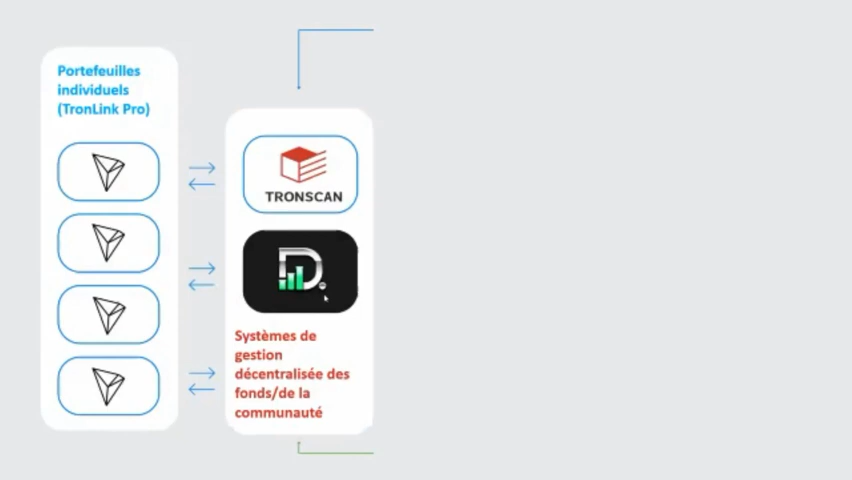 Portefeuilles
individuels
(TronLink Pro)
TRONSCAN
D
Systèmes de
gestion
décentralisée des
fonds/de la
communauté